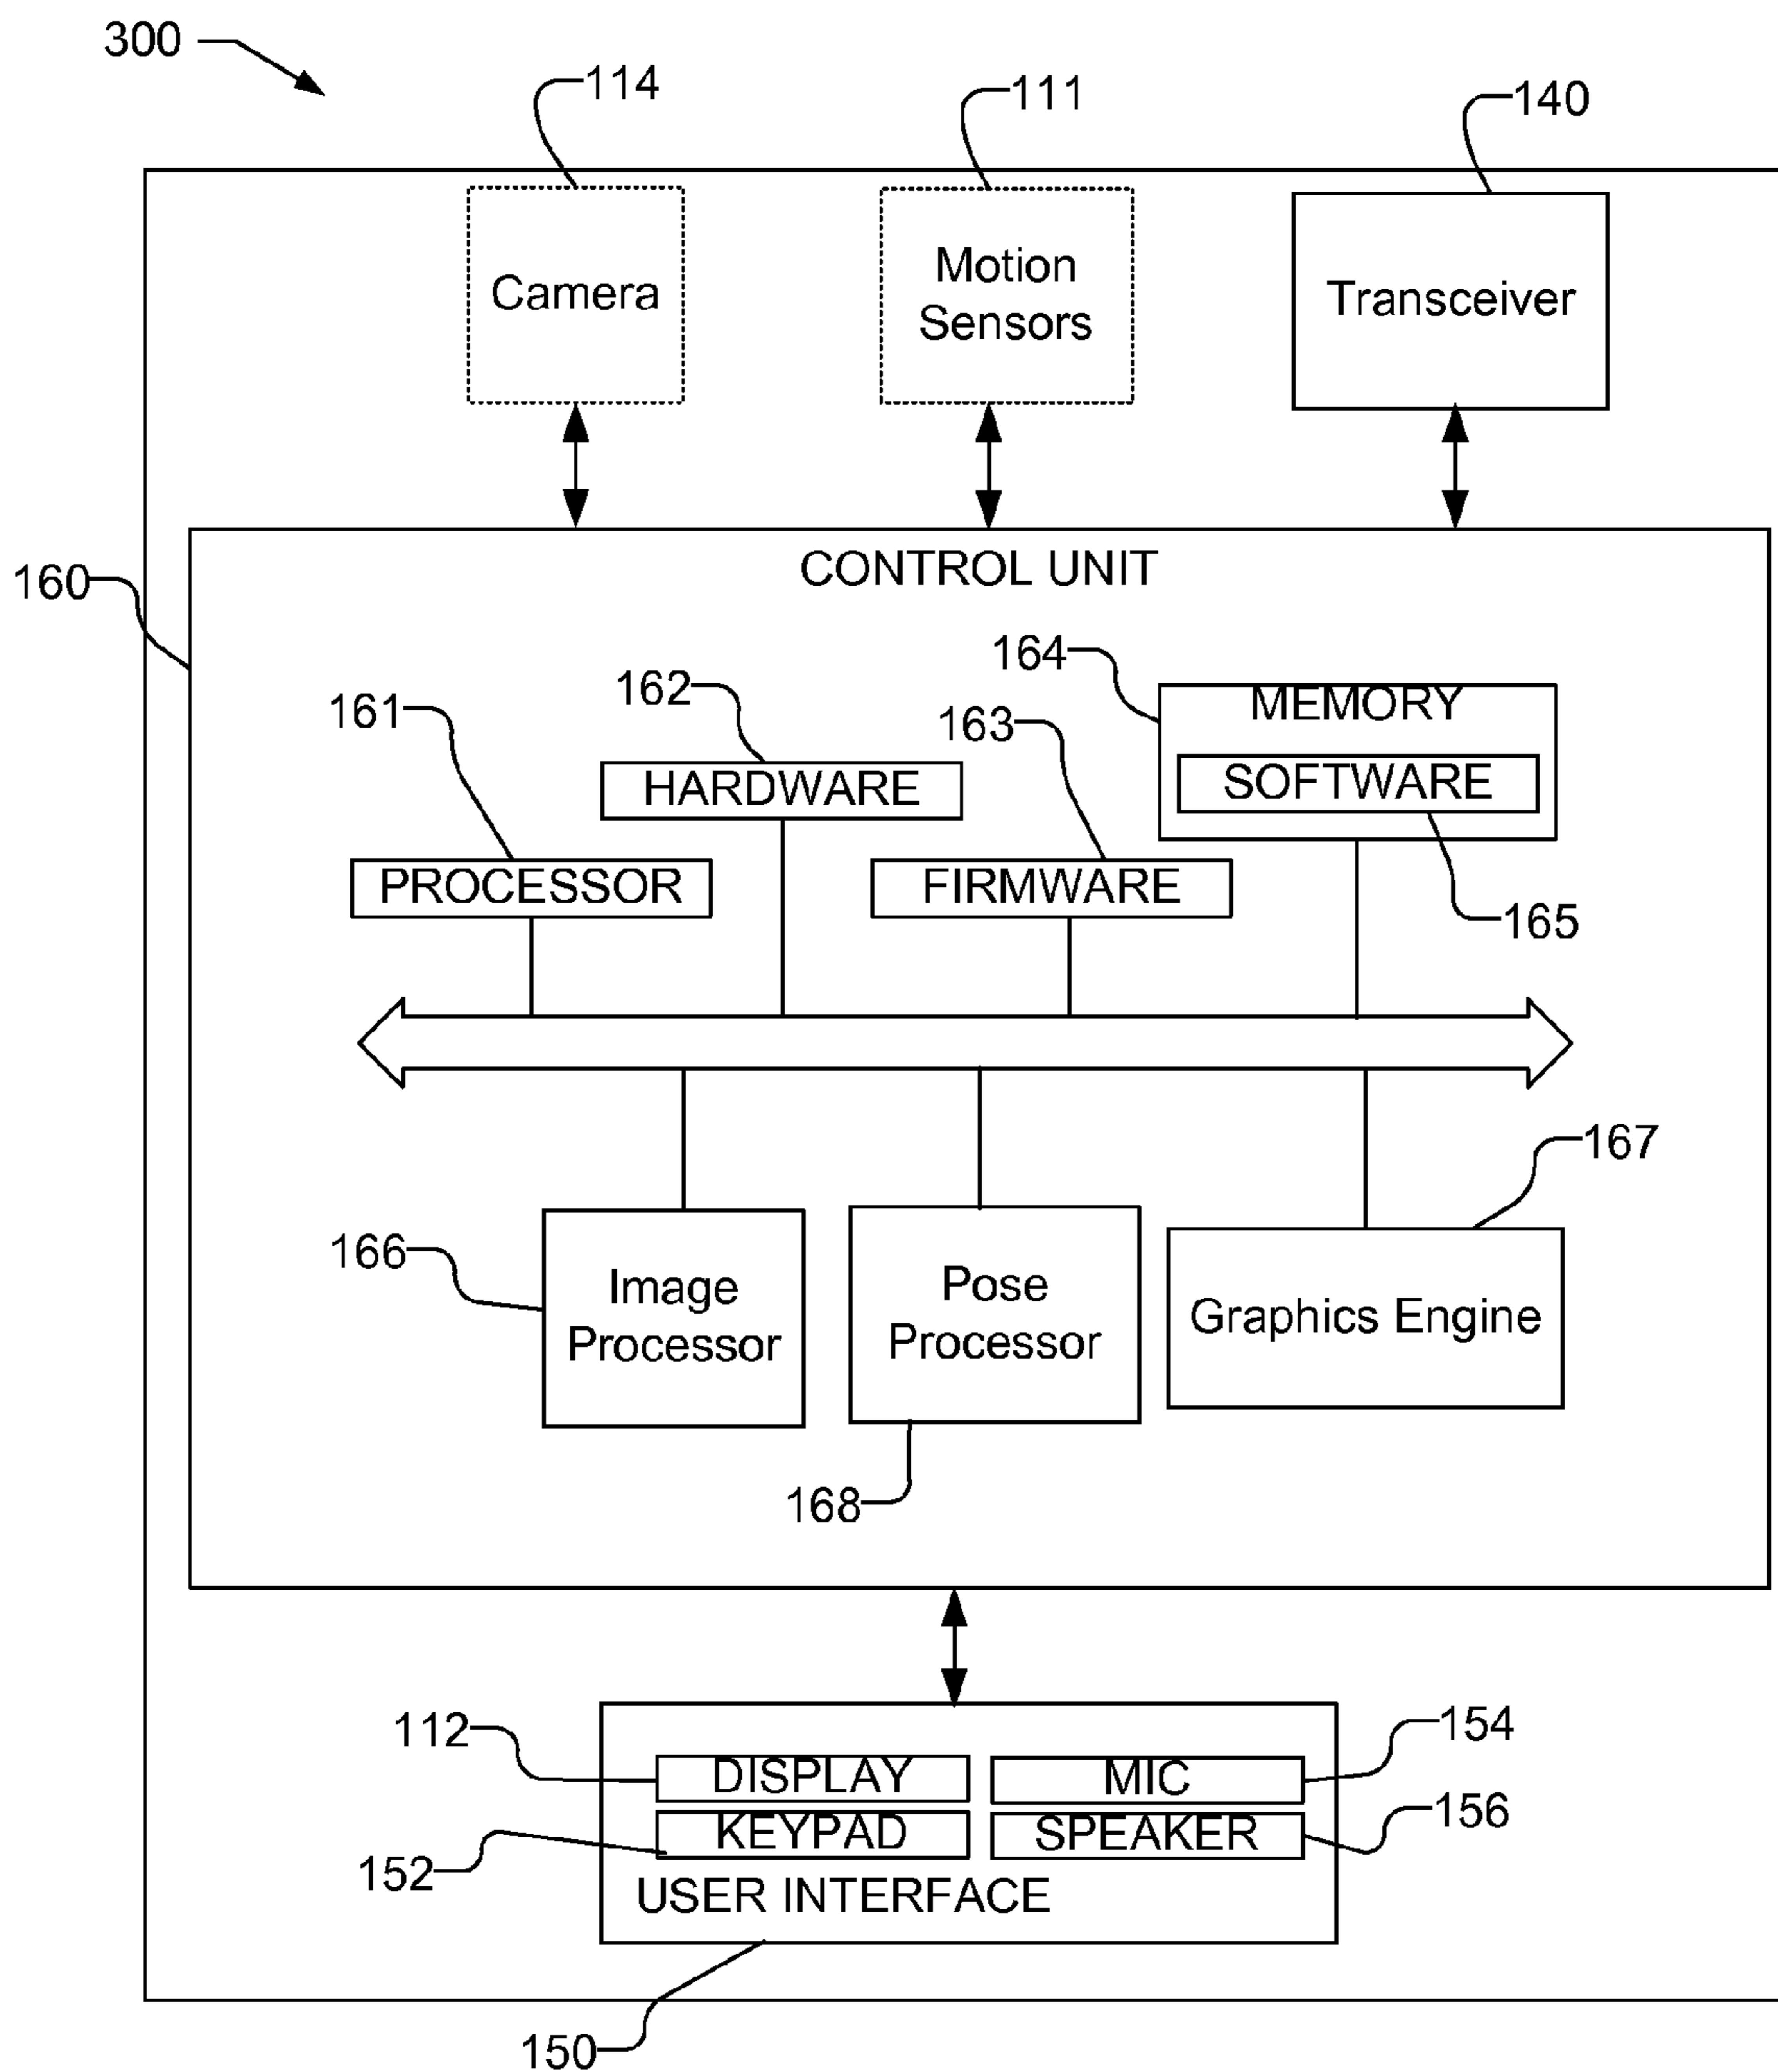 300
114
111
140
Camera
Motion
Sensors
Transceiver
CONTROL UNIT
160
164
162
161
163
MEMORY
HARDWARE
SOFTWARE
PROCESSOR
FIRMWARE
165
167
166
Image
Processor
Pose
Processor
Graphics Engine
168
112
154
DISPLAY
MIC
KEYPAD
SPEAKER
156
152
USER INTERFACE
150